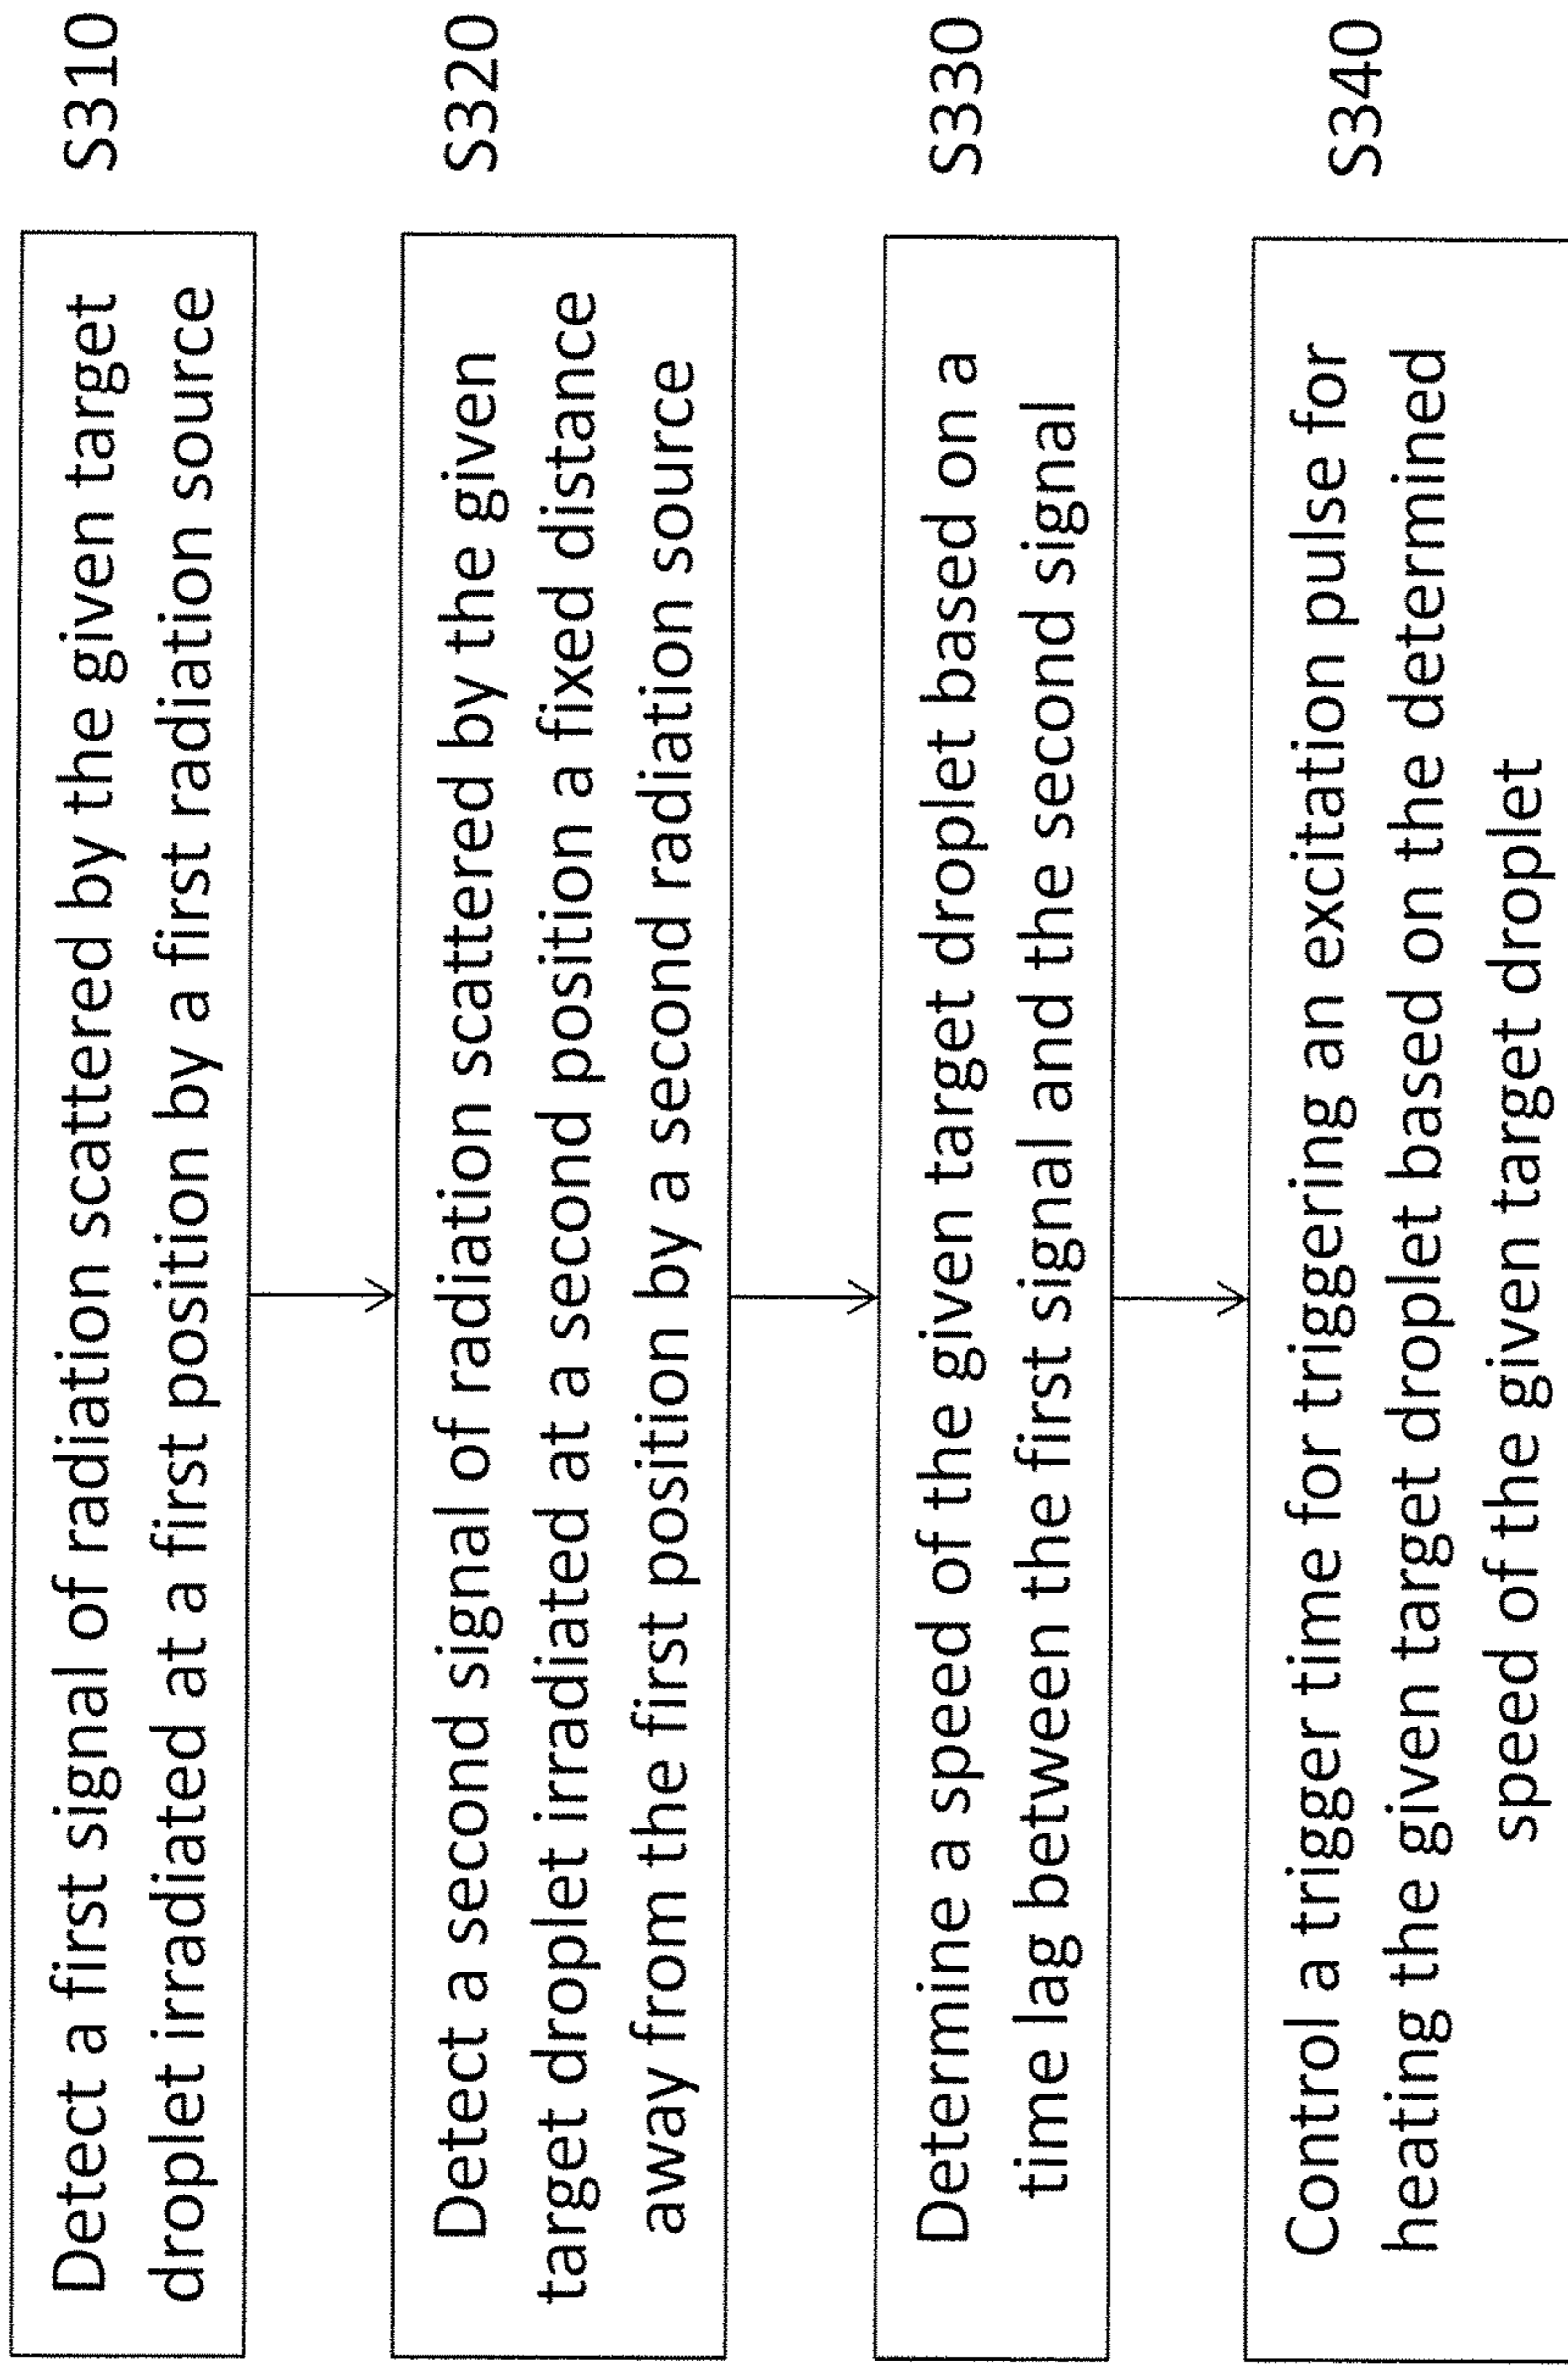 Detect a first signal of radiation scattered by the given target
droplet irradiated at a first position by a first radiation source
S310
Detect a second signal of radiation scattered by the given
target droplet irradiated at a second position a fixed distance
away from the first position by a second radiation source
S320
Determine a speed of the given target droplet based on a
time lag between the first signal and the second signal
S330
Control a trigger time for triggering an excitation pulse for
heating the given target droplet based on the determined
speed of the given target droplet
S340